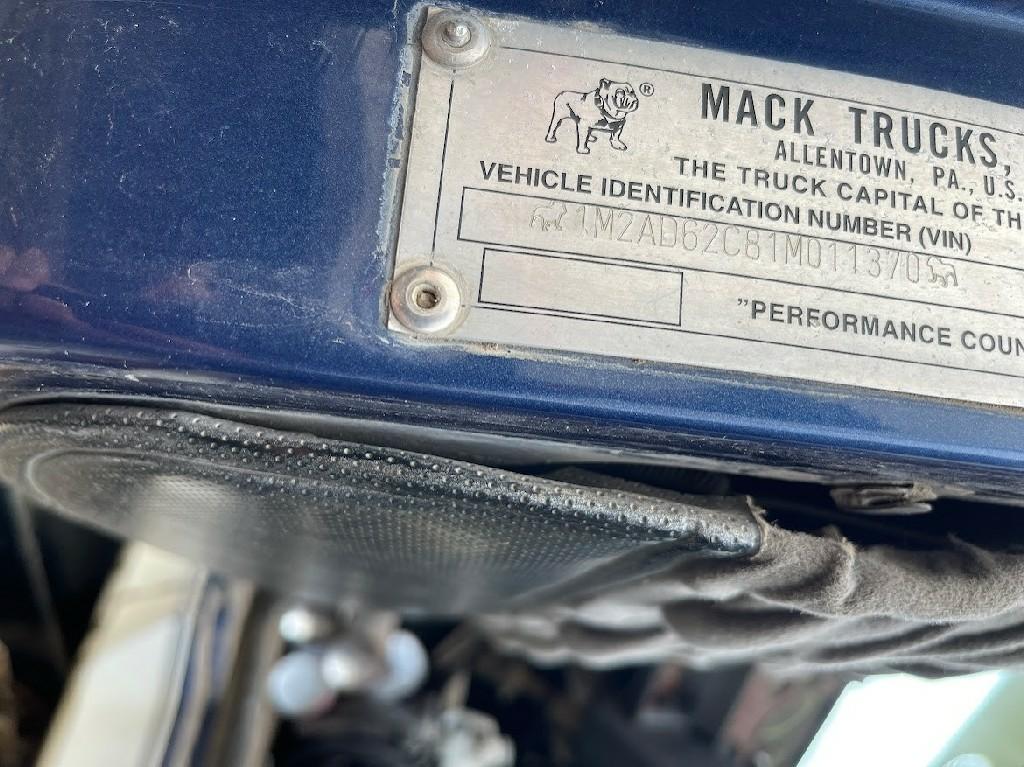 ®
MACK TRUCKS,
ALLENTOWN, PA., U.S.
THE TRUCK CAPITAL OF TH
VEHICLE IDENTIFICATION NUMBER (VIN)
1M2AD62C81M011370
"PERFORMANCE COUN